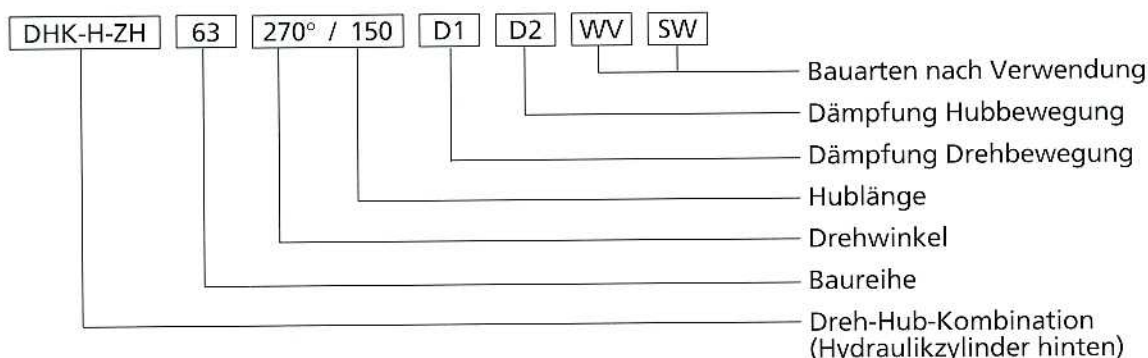 DHK-H-ZH 63 270° / 150 D1 D2 WV SW
Bauarten nach Verwendung
Dämpfung Hubbewegung
Dämpfung Drehbewegung
Hublänge
Drehwinkel
Baureihe
Dreh-Hub-Kombination
(Hydraulikzylinder hinten)